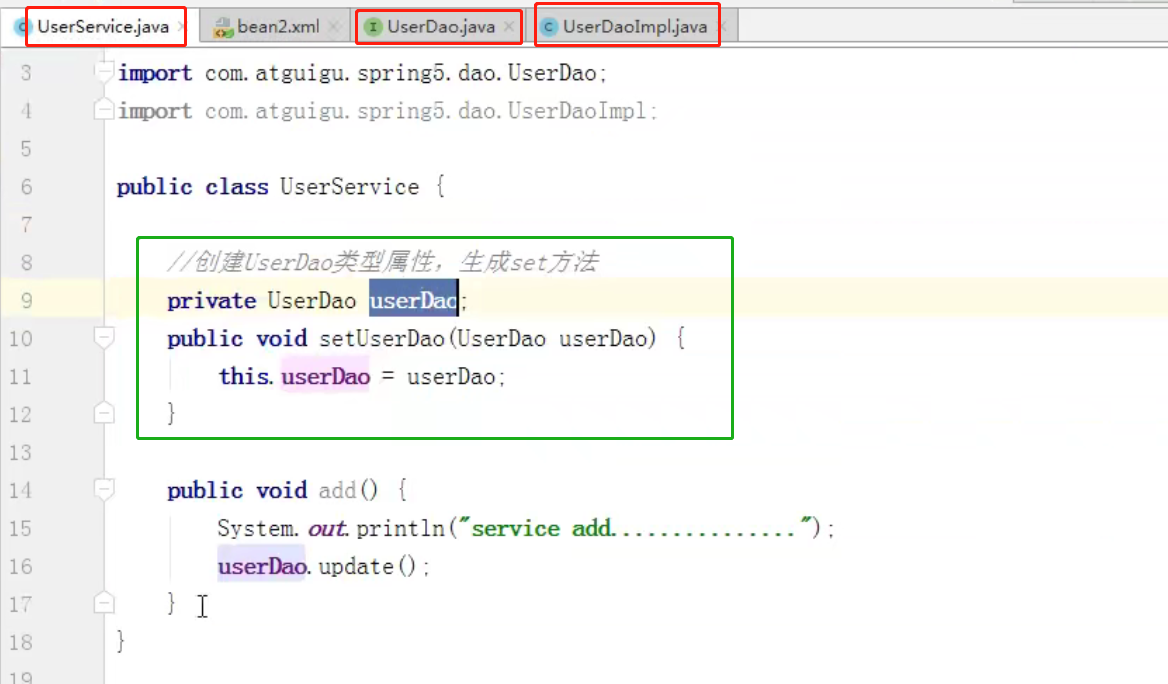 UserService.java bean2.xml UserDao.java UserDaoImpl.java
3 import com.atguigu.spring5.dao.UserDao;
4 import com.atguigu.spring5.dao.UserDaoImpl;
5
6 public class UserService {
7
8 //创建UserDao类型属性，生成set方法
9 private UserDao userDao;
10 public void setUserDao(UserDao userDao) {
11 this.userDao = userDao;
12 }
13
14 public void add() {
15 System.out.println("service add...............");
16 userDao.update();
17 }
18 }
19